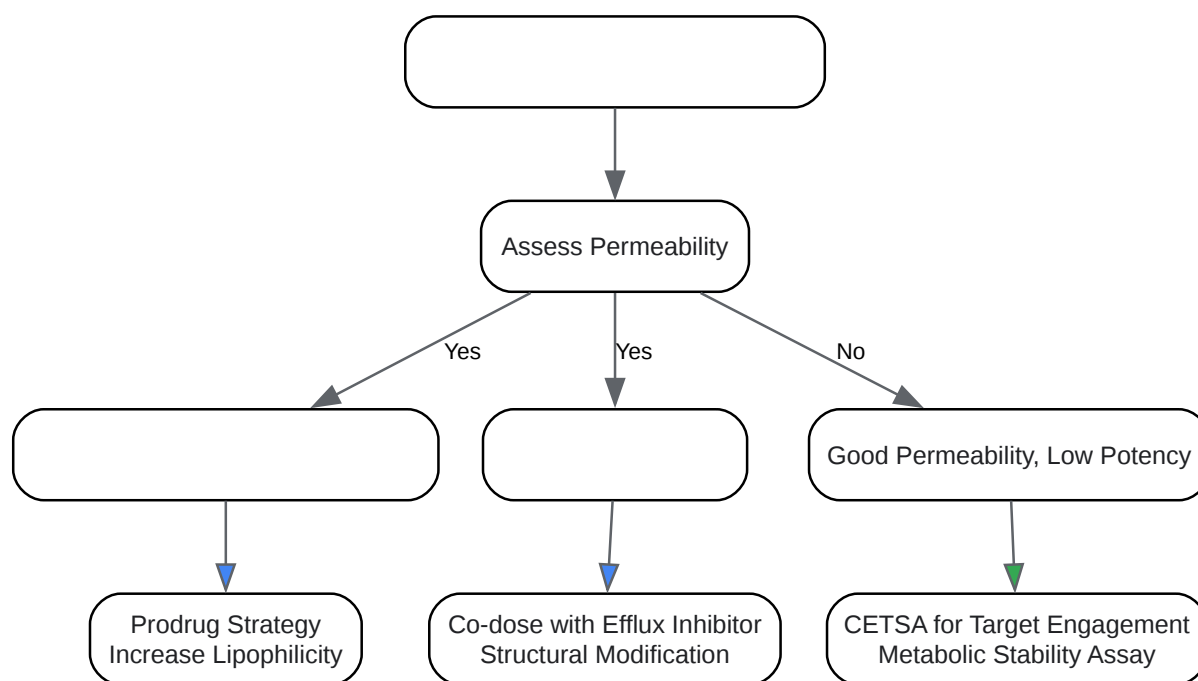 Assess Permeability
Yes
Yes
No
Good Permeability, Low Potency
Prodrug Strategy
Increase Lipophilicity
Co-dose with Efflux Inhibitor
Structural Modification
CETSA for Target Engagement
Metabolic Stability Assay